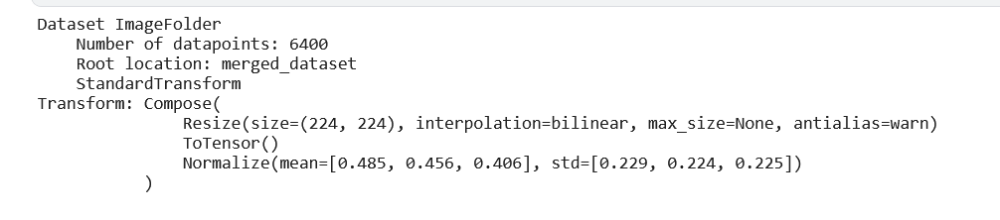 Dataset ImageFolder
    Number of datapoints: 6400
    Root location: merged_dataset
    StandardTransform
Transform: Compose(
               Resize(size=(224, 224), interpolation=bilinear, max_size=None, antialias=warn)
               ToTensor()
               Normalize(mean=[0.485, 0.456, 0.406], std=[0.229, 0.224, 0.225])
           )